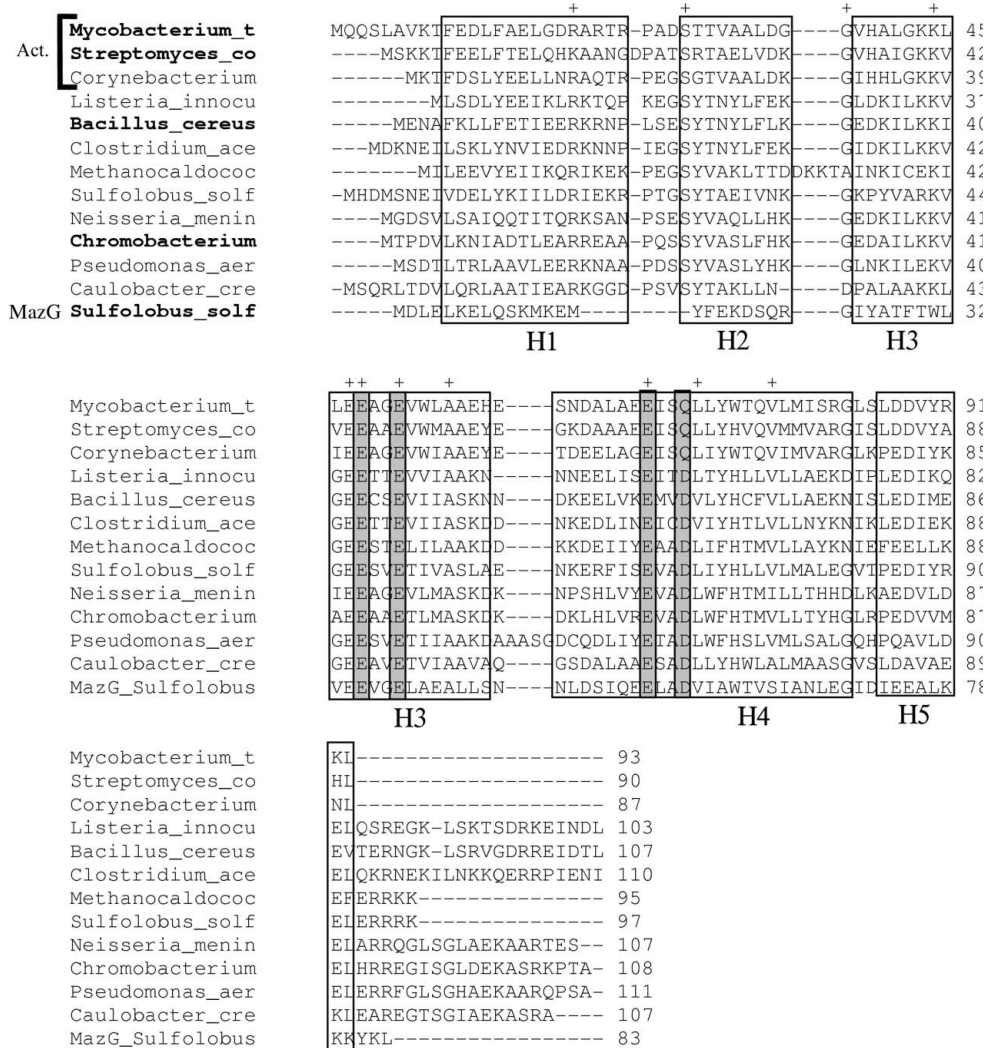 + + + +
Mycobacterium_t MQQSLAVKTFEDLFAELGDRARTR-PADSTTVAALDG----GVHALGKKL 45
Act. Streptomyces_co ----MSKKTFEELFTELQHKAANGDPATSRTAELVDK----GVHAIGKKV 42
Corynebacterium ------MKTFDSLYEELLNRAQTR-PEGSGTVAALDK----GIHHLGKKV 39
Listeria_innocu --------MLSDLYEEIKLRKTQP-KEGSYTNYLFEK----GLDKILKKV 37
Bacillus_cereus -----MENAFKLLFETIEERKRNP-LSESYTNYLFLK----GEDKILKKI 40
Clostridium_ace ---MDKNEILSKLYNVIEDRKNNP-IEGSYTNYLFEK----GIDKILKKV 42
Methanocaldococ -------MILEEVYEIIKQRIKEK-PEGSYVAKLTTDDKKTAINKICEKI 42
Sulfolobus_solf -MHDMSNEIVDELYKIILDRIEKR-PTGSYTAEIVNK----GKPYVARKV 44
Neisseria_menin ----MGDSVLSAIQQTITQRKSAN-PSESYVAQLLHK----GEDKILKKV 41
Chromobacterium ----MTPDVLKNIADTLEARREAA-PQSSYVASLFHK----GEDAILKKV 41
Pseudomonas_aer -----MSDTLTRLAAVLEERKNAA-PDSSYVASLYHK----GLNKILEKV 40
Caulobacter_cre -MSQRLTDVLQRLAATIEARKGGD-PSVSYTAKLLN-----DPALAAKKL 43
MazG Sulfolobus_solf -----MDLELKELQSKMKEM---------YFEKDSQR----GIYATFTWL 32
H1 H2 H3
++ + + + + +
Mycobacterium_t LEEAGEVWLAAEHE----SNDALAEEISQLLYWTQVLMISRGLSLDDVYR 91
Streptomyces_co VEEAAEVWMAAEYE----GKDAAAEEISQLLYHVQVMMVARGISLDDVYA 88
Corynebacterium IEEAGEVWIAAEYE----TDEELAGEISQLIYWTQVIMVARGLKPEDIYK 85
Listeria_innocu GEETTEVVIAAKN-----NNEELISEITDLTYHLLVLLAEKDIPLEDIKQ 82
Bacillus_cereus GEECSEVIIASKNN----DKEELVKEMVDVLYHCFVLLAEKNISLEDIME 86
Clostridium_ace GEETTEVIIASKDD----NKEDLINEICDVIYHTLVLLNYKNIKLEDIEK 88
Methanocaldococ GEESTELILAAKDD----KKDEIIYEAADLIFHTMVLLAYKNIEFEELLK 88
Sulfolobus_solf GEESVETIVASLAE----NKERFISEVADLIYHLLVLMALEGVTPEDIYR 90
Neisseria_menin IEEAGEVLMASKDK----NPSHLVYEVADLWFHTMILLTHHDLKAEDVLD 87
Chromobacterium AEEAAETLMASKDK----DKLHLVREVADLWFHTMVLLTYHGLRPEDVVM 87
Pseudomonas_aer GEESVETIIAAKDAAASGDCQDLIYETADLWFHSLVMLSALGQHPQAVLD 90
Caulobacter_cre GEEAVETVIAAVAQ----GSDALAAESADLLYHWLALMAASGVSLDAVAE 89
MazG_Sulfolobus VEEVGELAEALLSN----NLDSIQEELADVIAWTVSIANLEGIDIEEALK 78
H3 H4 H5
Mycobacterium_t KL-------------------- 93
Streptomyces_co HL-------------------- 90
Corynebacterium NL-------------------- 87
Listeria_innocu ELQSREGK-LSKTSDRKEINDL 103
Bacillus_cereus EVTERNGK-LSRVGDRREIDTL 107
Clostridium_ace ELQKRNEKILNKKQERRPIENI 110
Methanocaldococ EFERRKK--------------- 95
Sulfolobus_solf ELERRRK--------------- 97
Neisseria_menin ELARRQGLSGLAEKAARTES-- 107
Chromobacterium ELHRREGISGLDEKASRKPTA- 108
Pseudomonas_aer ELERRFGLSGHAEKAARQPSA- 111
Caulobacter_cre KLEAREGTSGIAEKASRA---- 107
MazG_Sulfolobus KKYKL----------------- 83